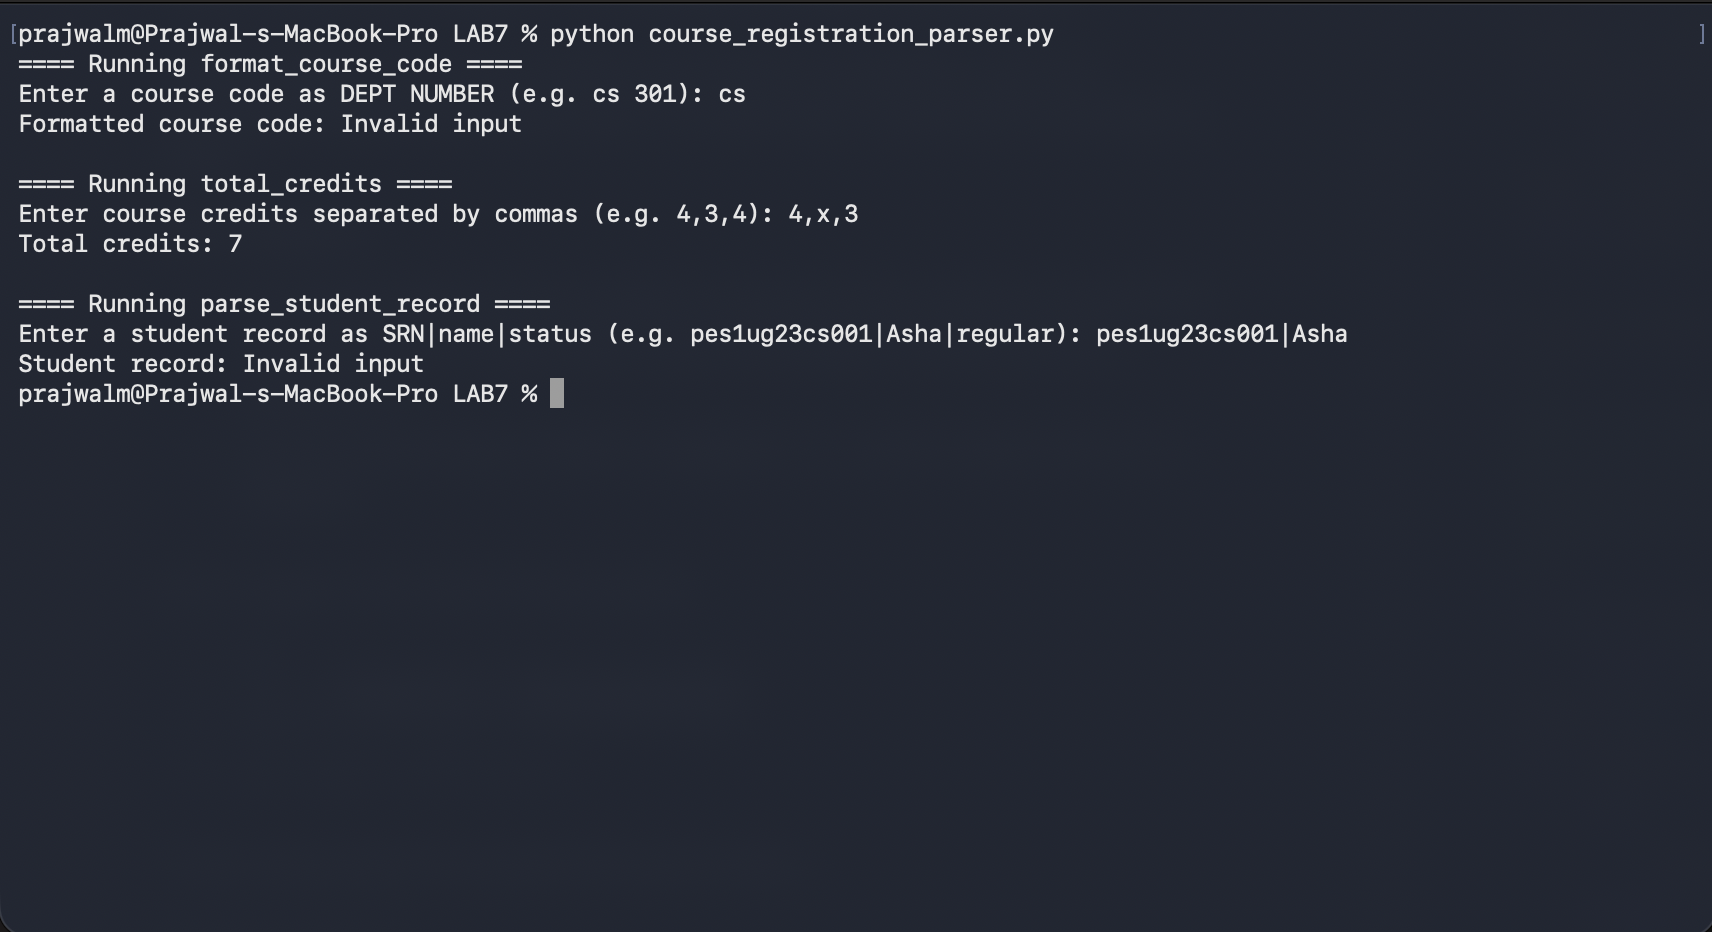 [prajwalm@Prajwal-s-MacBook-Pro LAB7 % python course_registration_parser.py ]
==== Running format_course_code ====
Enter a course code as DEPT NUMBER (e.g. cs 301): cs
Formatted course code: Invalid input
==== Running total_credits ====
Enter course credits separated by commas (e.g. 4,3,4): 4,x,3
Total credits: 7
==== Running parse_student_record ====
Enter a student record as SRN|name|status (e.g. pes1ug23cs001|Asha|regular): pes1ug23cs001|Asha
Student record: Invalid input
prajwalm@Prajwal-s-MacBook-Pro LAB7 %